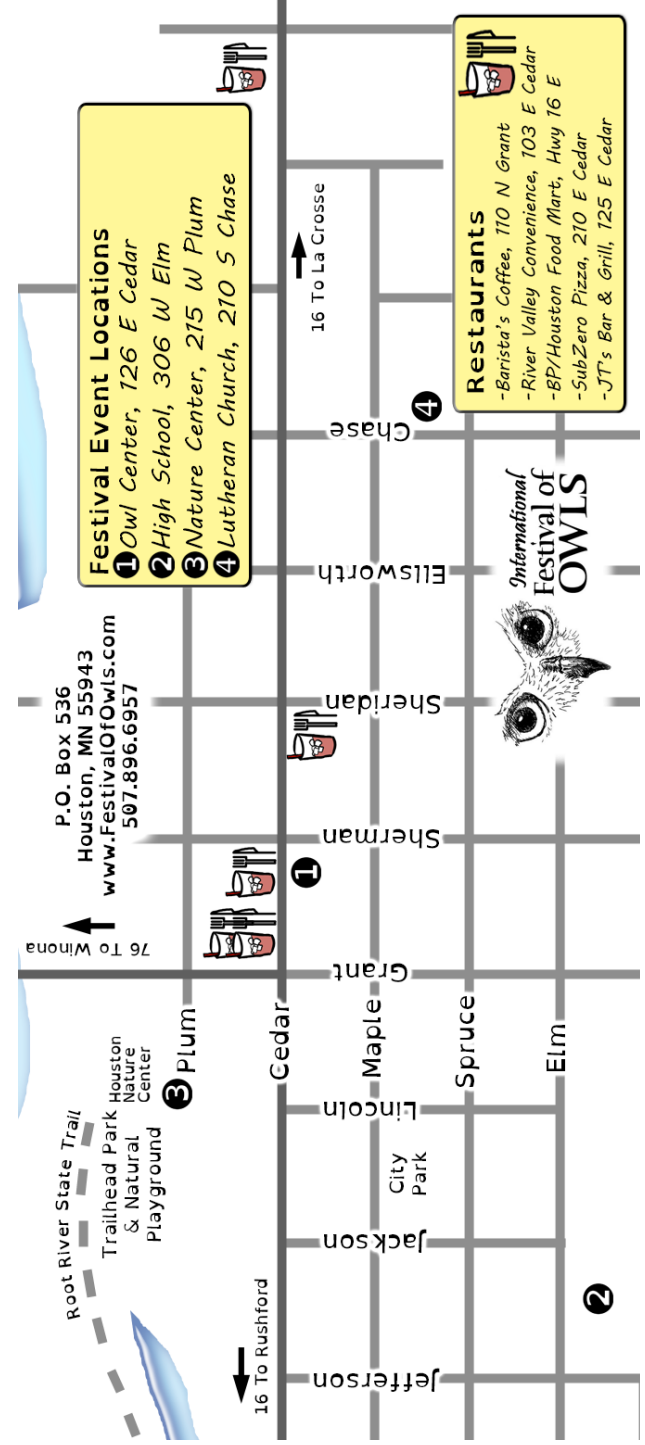 Festival Event Locations
1 Owl Center, 126 E Cedar
2 High School, 306 W Elm
3 Nature Center, 215 W Plum
4 Lutheran Church, 210 S Chase
P.O. Box 536
Houston, MN 55943
www.FestivalOfOwls.com
507.896.6957
76 To Winona
Root River State Trail
Trailhead Park
& Natural
Playground
Houston
Nature
Center
3
16 To Rushford
16 To La Crosse
Plum
Cedar
Maple
Spruce
Elm
Jefferson
Jackson
Lincoln
Grant
Sherman
Sheridan
Ellsworth
Chase
City
Park
1
2
4
International
Festival of
OWLS
Restaurants
-Barista's Coffee, 110 N Grant
-River Valley Convenience, 103 E Cedar
-BP/Houston Food Mart, Hwy 16 E
-SubZero Pizza, 210 E Cedar
-JT's Bar & Grill, 125 E Cedar